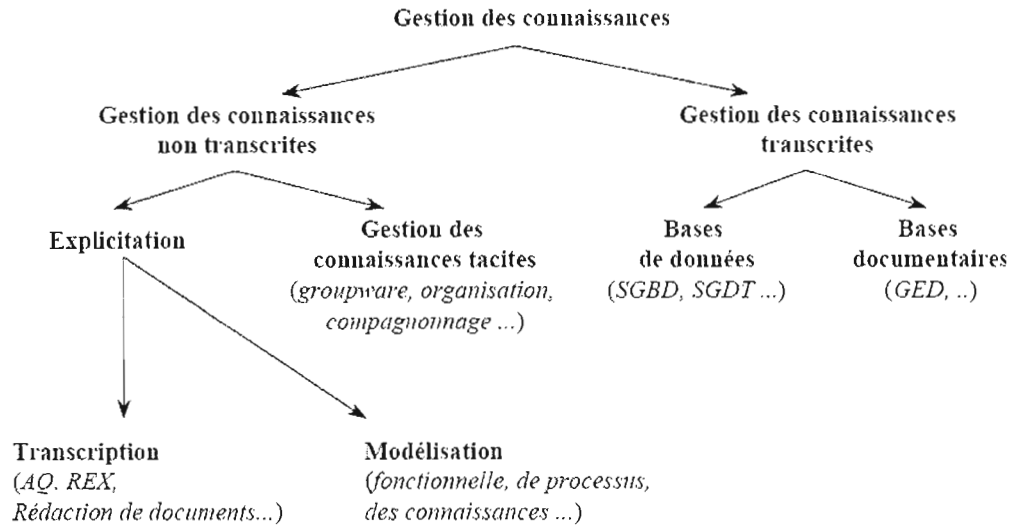 Gestion des connaissances
Gestion des connaissances
non transcrites
Gestion des connaissances
transcrites
Explicitation
Gestion des
connaissances tacites
(groupware, organisation,
compagnonnage ...)
Bases
de données
(SGBD, SGDT ...)
Bases
documentaires
(GED, ..)
Transcription
(AQ. REX,
Rédaction de documents...)
Modélisation
(fonctionnelle, de processus,
des connaissances ...)